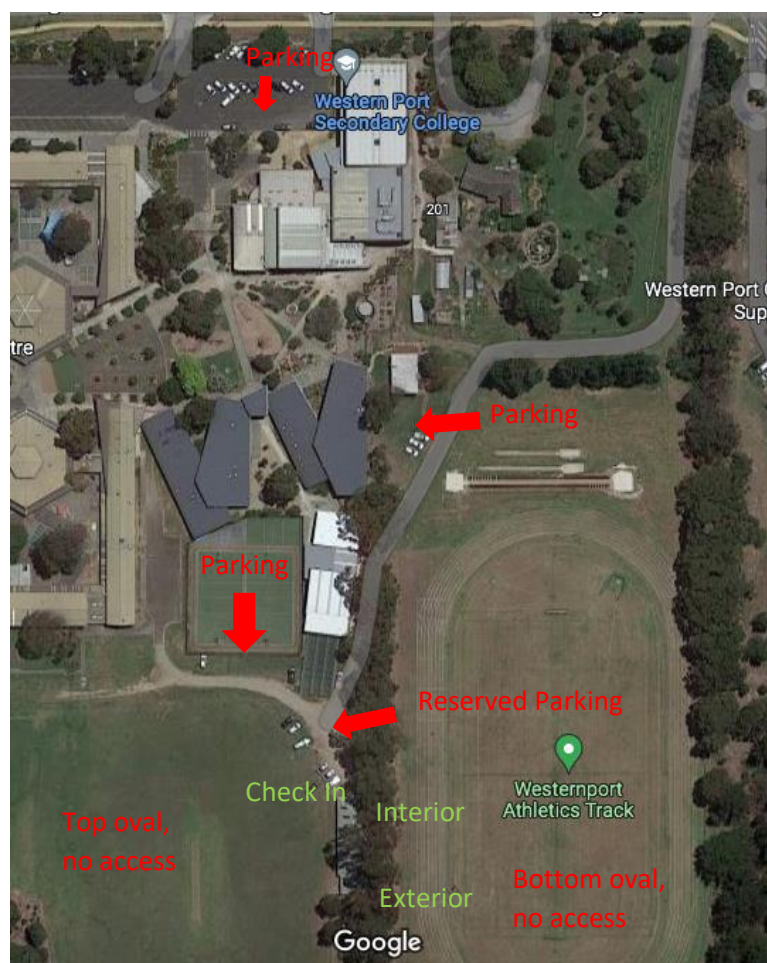 Parking
Western Port
Secondary College
201
Western Port
Sup
tre
Parking
Parking
Reserved Parking
Check In
Interior
Westernport
Athletics Track
Top oval,
no access
Exterior
Bottom oval,
no access
Google